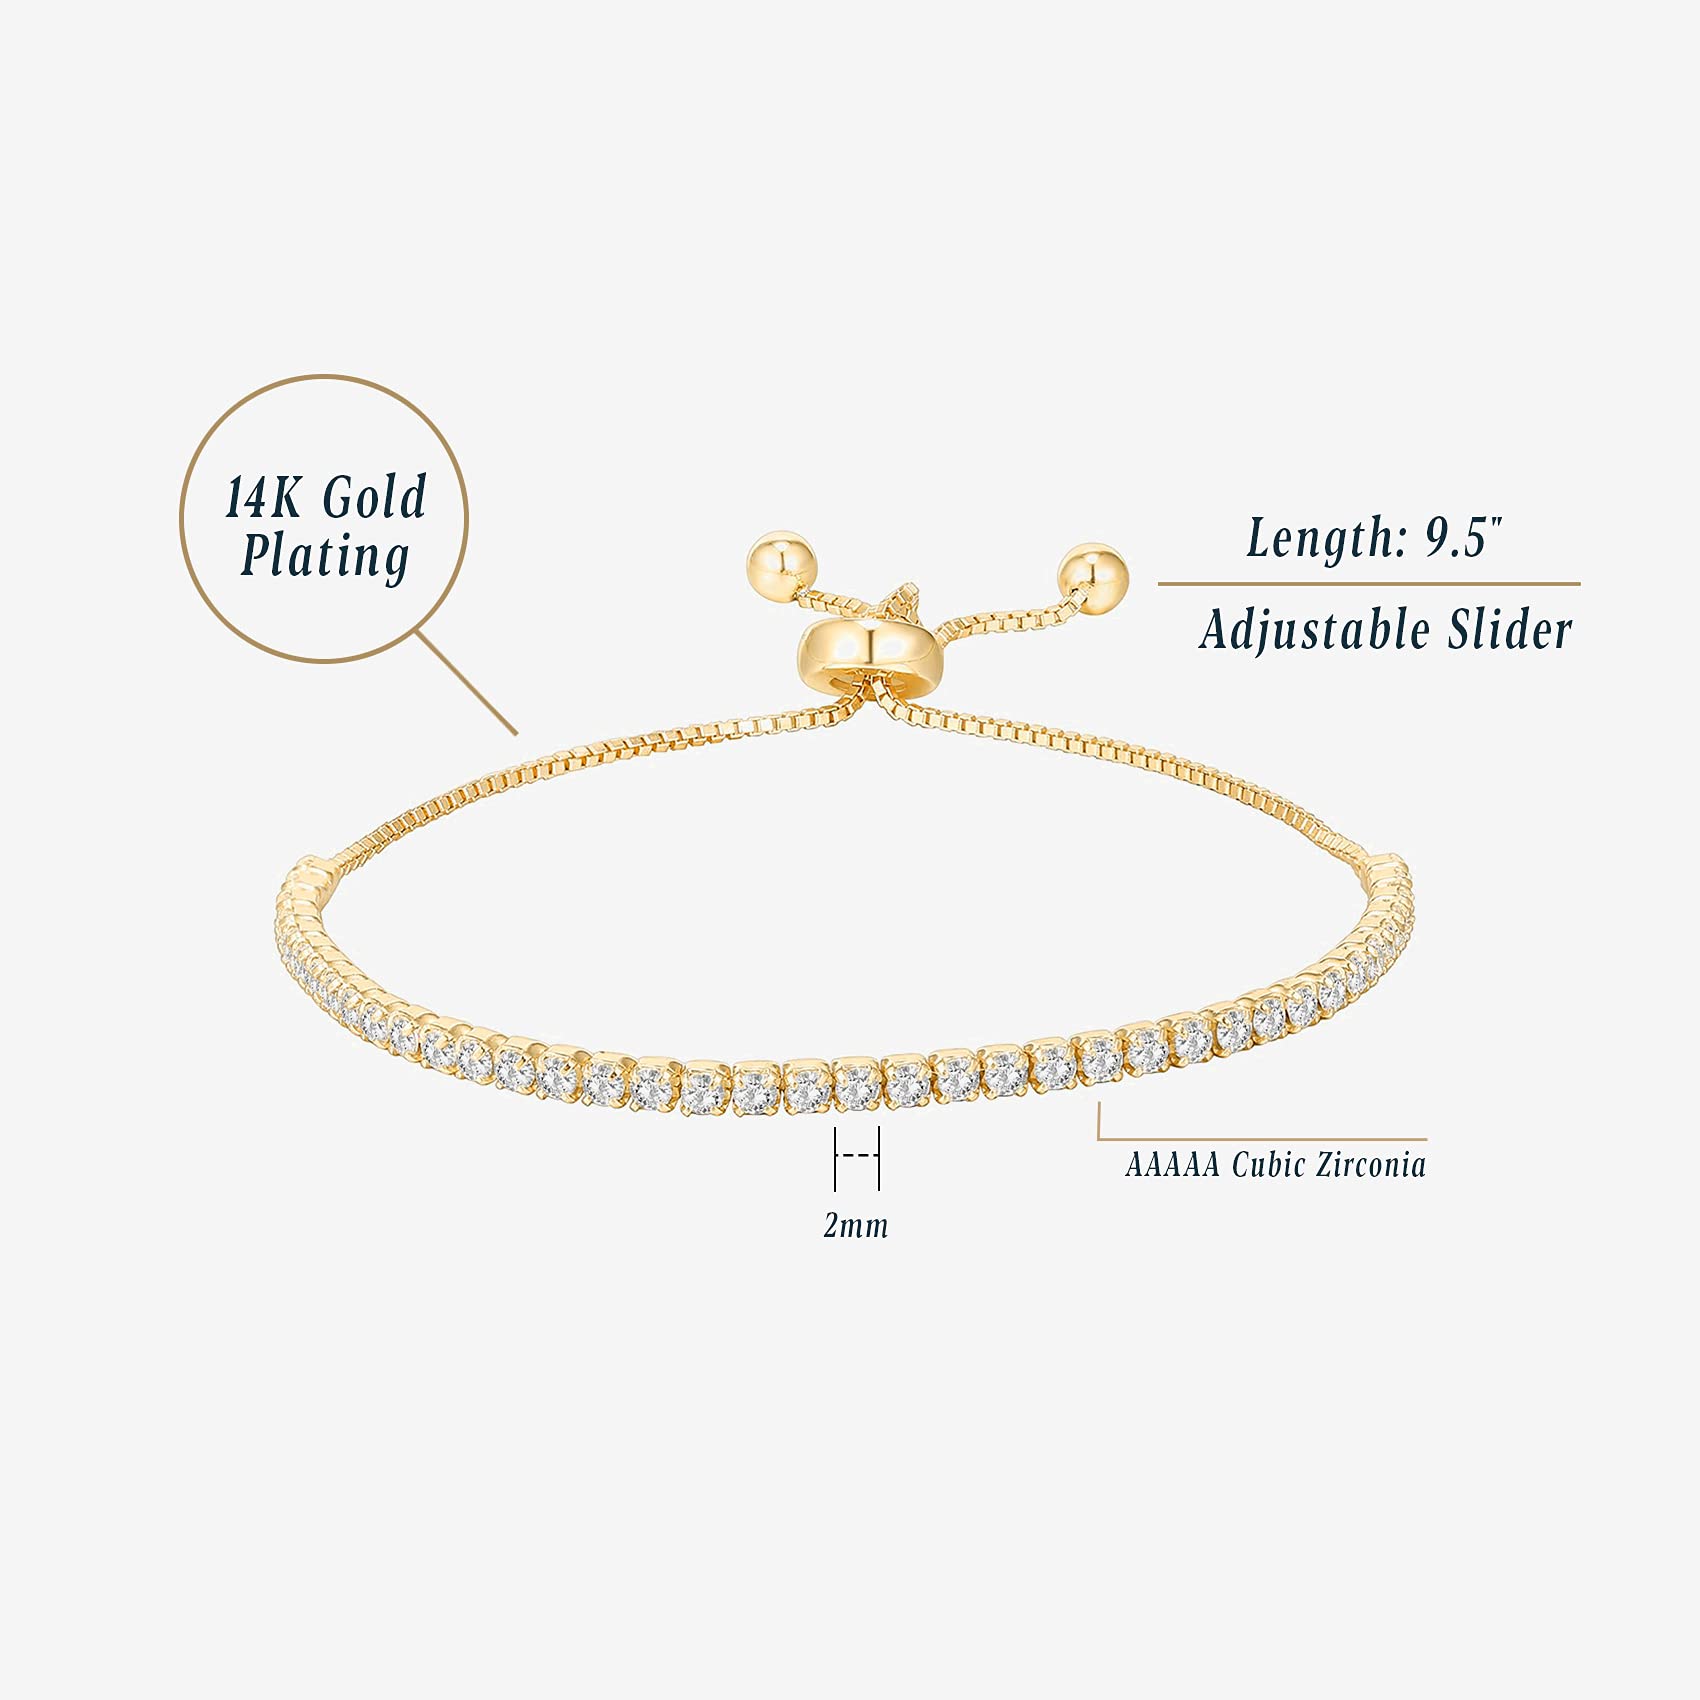 14K Gold
Plating
Length: 9.5"
Adjustable Slider
AAAAA Cubic Zirconia
2mm